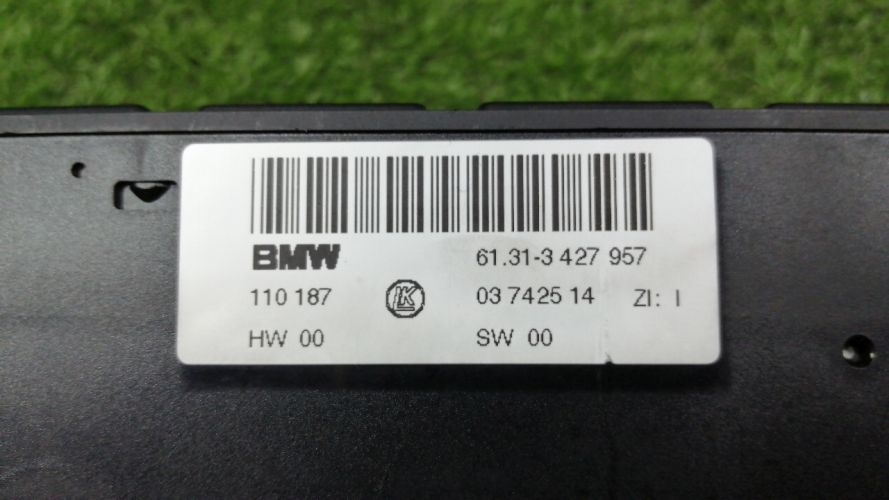 BMW 61.31-3 427 957
110 187 LK 03 7425 14 ZI: I
HW 00 SW 00